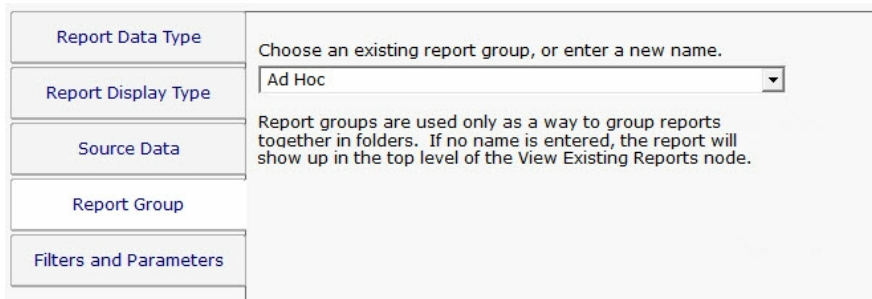 Report Data Type
Report Display Type
Source Data
Report Group
Filters and Parameters
Choose an existing report group, or enter a new name.
Ad Hoc
Report groups are used only as a way to group reports
together in folders.  If no name is entered, the report will
show up in the top level of the View Existing Reports node.